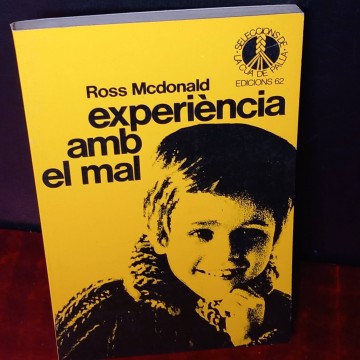 Ross Mcdonald
experiència
amb
el mal
SELECCIONS DE
LA CUA DE PALLA
EDICIONS 62